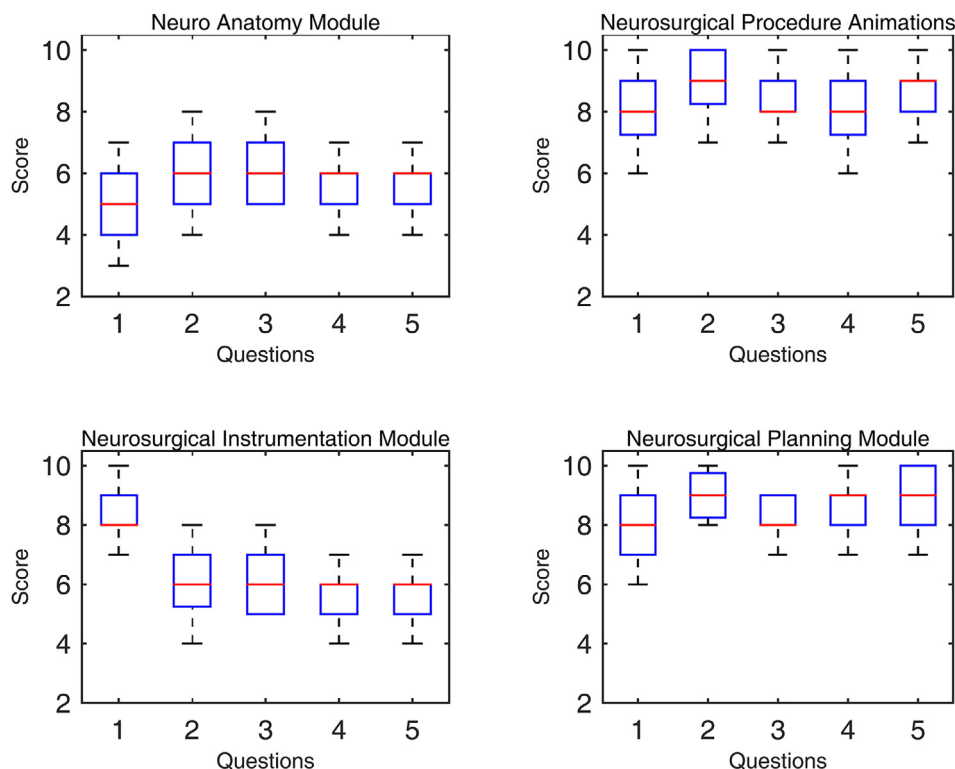 Neuro Anatomy Module
10
8
6
4
2
Score
1 2 3 4 5
Questions
Neurosurgical Procedure Animations
10
8
6
4
2
Score
1 2 3 4 5
Questions
Neurosurgical Instrumentation Module
10
8
6
4
2
Score
1 2 3 4 5
Questions
Neurosurgical Planning Module
10
8
6
4
2
Score
1 2 3 4 5
Questions